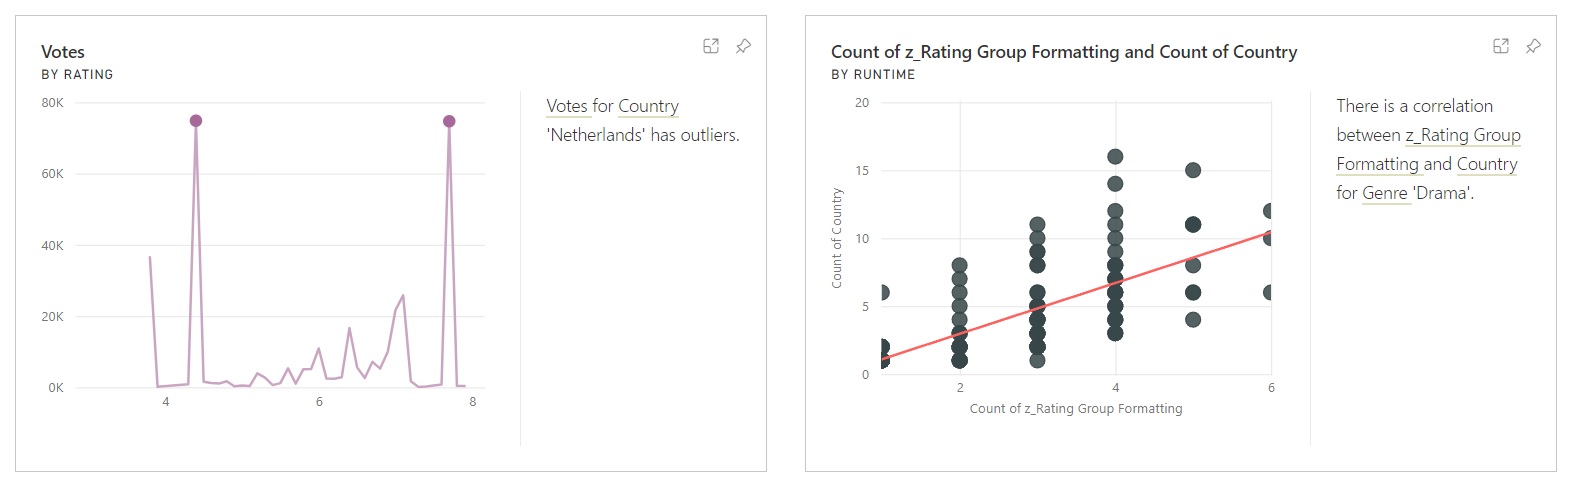 Votes
BY RATING
80K
60K
40K
20K
0K
4
6
8
Votes for Country
'Netherlands' has outliers.
Count of z_Rating Group Formatting and Count of Country
BY RUNTIME
Count of Country
20
15
10
5
0
2
4
6
Count of z_Rating Group Formatting
There is a correlation
between z_Rating Group
Formatting and Country
for Genre 'Drama'.